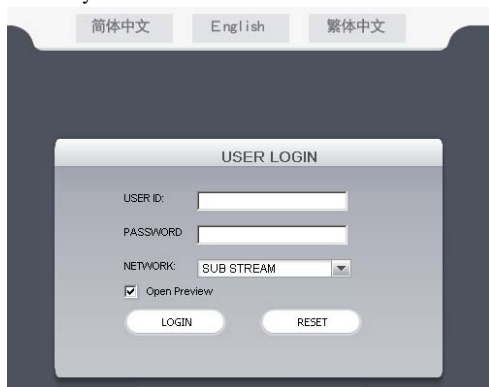 简体中文 English 繁体中文
USER LOGIN
USER ID:
PASSWORD
NETWORK: SUB STREAM
Open Preview
LOGIN RESET